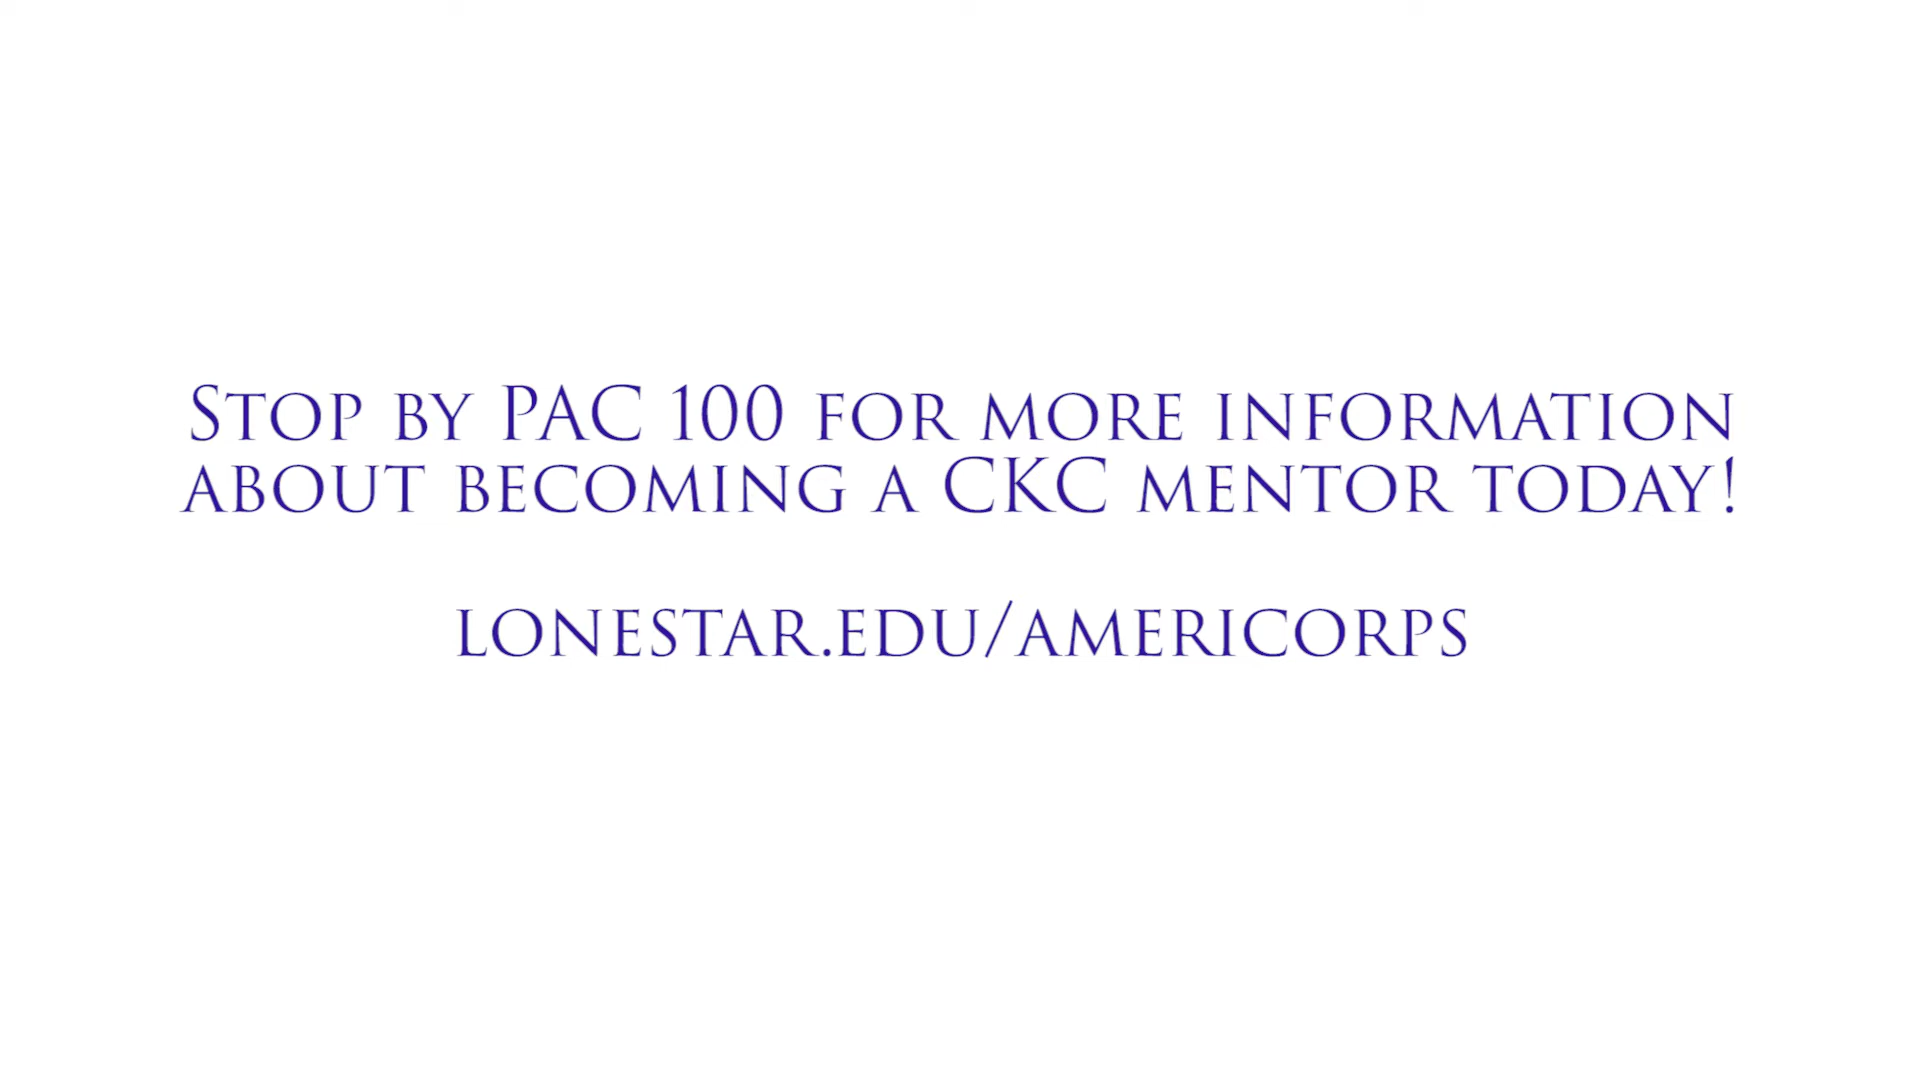 Stop by PAC 100 for more information
about becoming a CKC mentor today!
lonestar.edu/americorps